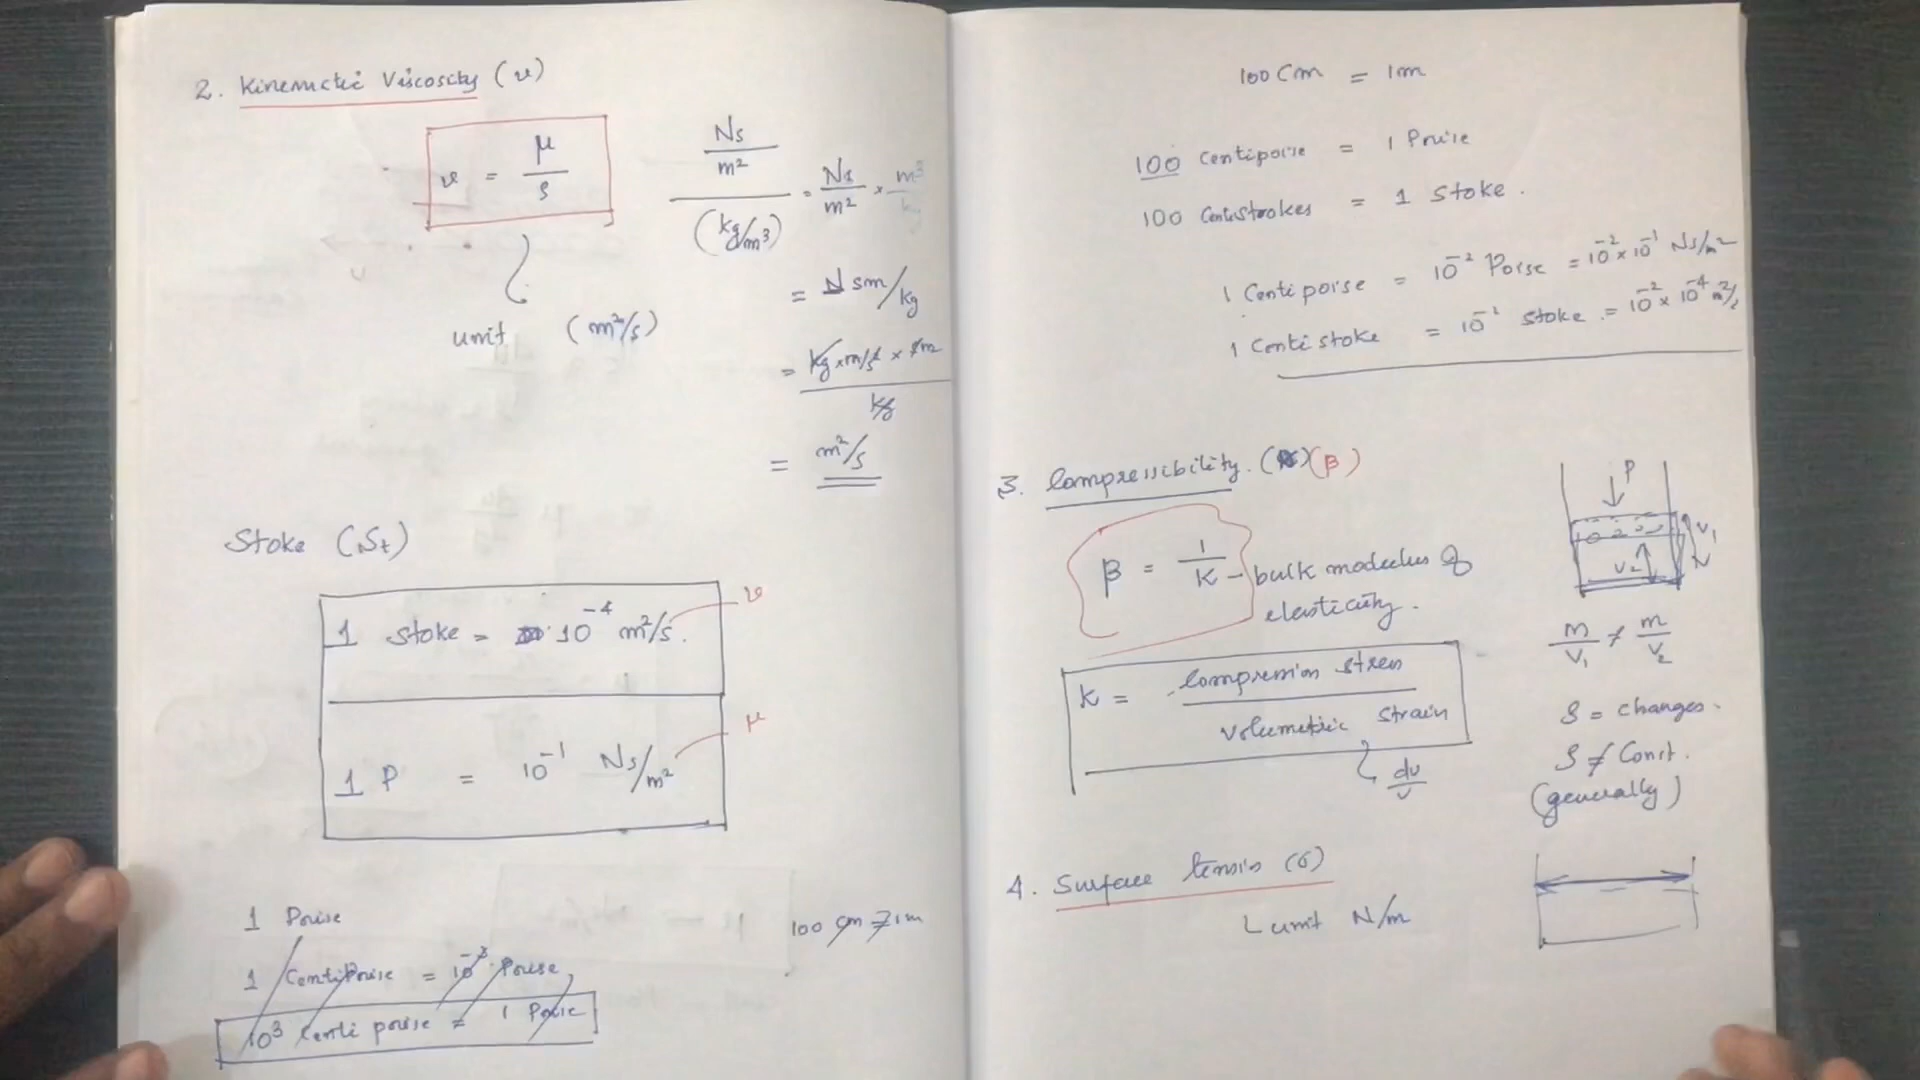 2. Kinematic Viscosity (ν)
ν = μ/ρ
Ns/m² / (kg/m³) = Ns/m² × m³/kg
= N sm/kg
= kg×m/s² × sm / kg
= m²/s
unit (m²/s)
Stoke (St)
1 Stoke = 10⁻⁴ m²/s. ν
1 P = 10⁻¹ Ns/m² μ
1 Poise
1 CentiPoise = 10⁻³ Poise
10³ Centi poise = 1 Poise
100 cm = 1m
100 Cm = 1m
100 Centipoise = 1 Poise
100 Centistrokes = 1 Stoke.
1 Centipoise = 10⁻² Poise = 10⁻² × 10⁻¹ Ns/m²
1 Centistoke = 10⁻² Stoke. = 10⁻² × 10⁻⁴ m²/s
3. Compressibility. (K)(β)
β = 1/K - bulk modulus of
elasticity.
K = compression stress / volumetric strain
dv/v
P
V₁
V₂
m/V₁ ≠ m/V₂
ρ = changes.
ρ ≠ Const.
(generally)
4. Surface tension (σ)
unit N/m